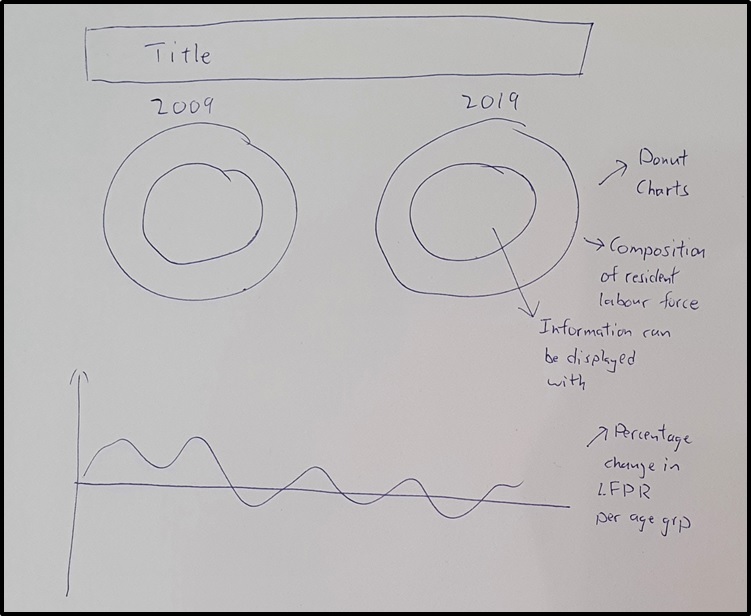 Title
2009
2019
Donut
Charts
Composition
of resident
labour force
Information can
be displayed
with
Percentage
change in
LFPR
per age grp